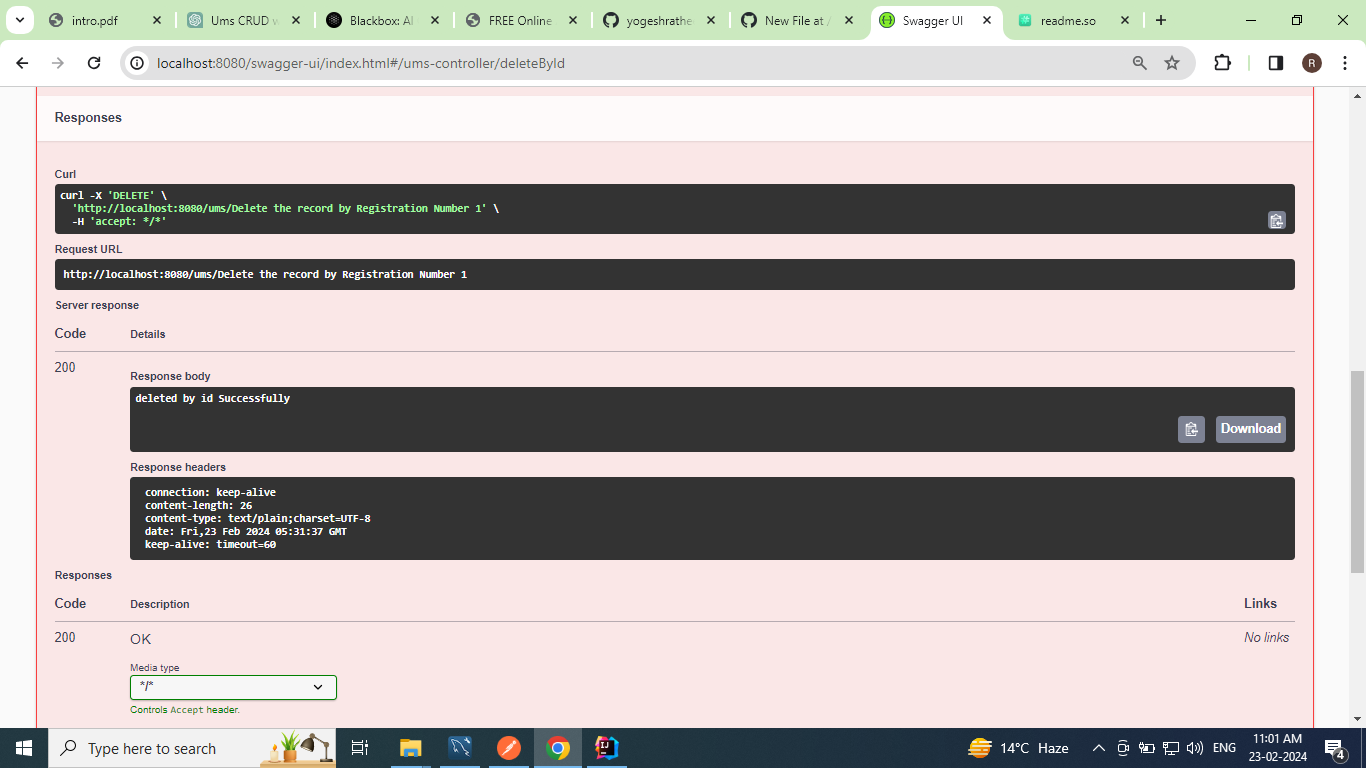 intro.pdf
Ums CRUD w
Blackbox: AI
FREE Online
yogeshrathe
New File at /
Swagger UI
readme.so
localhost:8080/swagger-ui/index.html#/ums-controller/deleteById
R
Responses
Curl
curl -X 'DELETE' \
'http://localhost:8080/ums/Delete the record by Registration Number 1' \
-H 'accept: */*'
Request URL
http://localhost:8080/ums/Delete the record by Registration Number 1
Server response
Code Details
200
Response body
deleted by id Successfully
Download
Response headers
connection: keep-alive
content-length: 26
content-type: text/plain;charset=UTF-8
date: Fri,23 Feb 2024 05:31:37 GMT
keep-alive: timeout=60
Responses
Code Description Links
200 OK No links
Media type
*/*
Controls Accept header.
Type here to search
14°C Haze
ENG
11:01 AM
23-02-2024
4